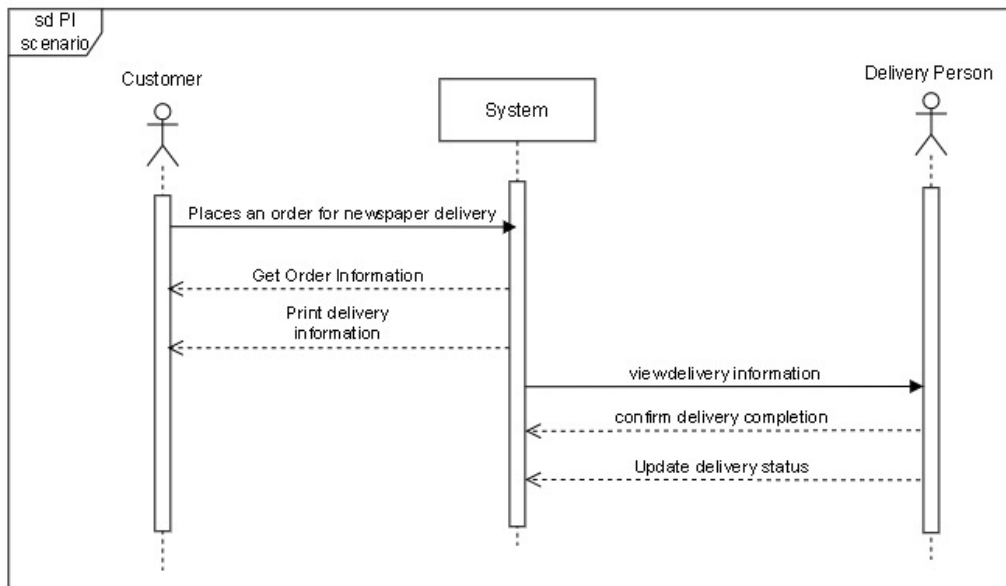 sd PI
scenario
Customer
System
Delivery Person
Places an order for newspaper delivery
Get Order Information
Print delivery
information
viewdelivery information
confirm delivery completion
Update delivery status